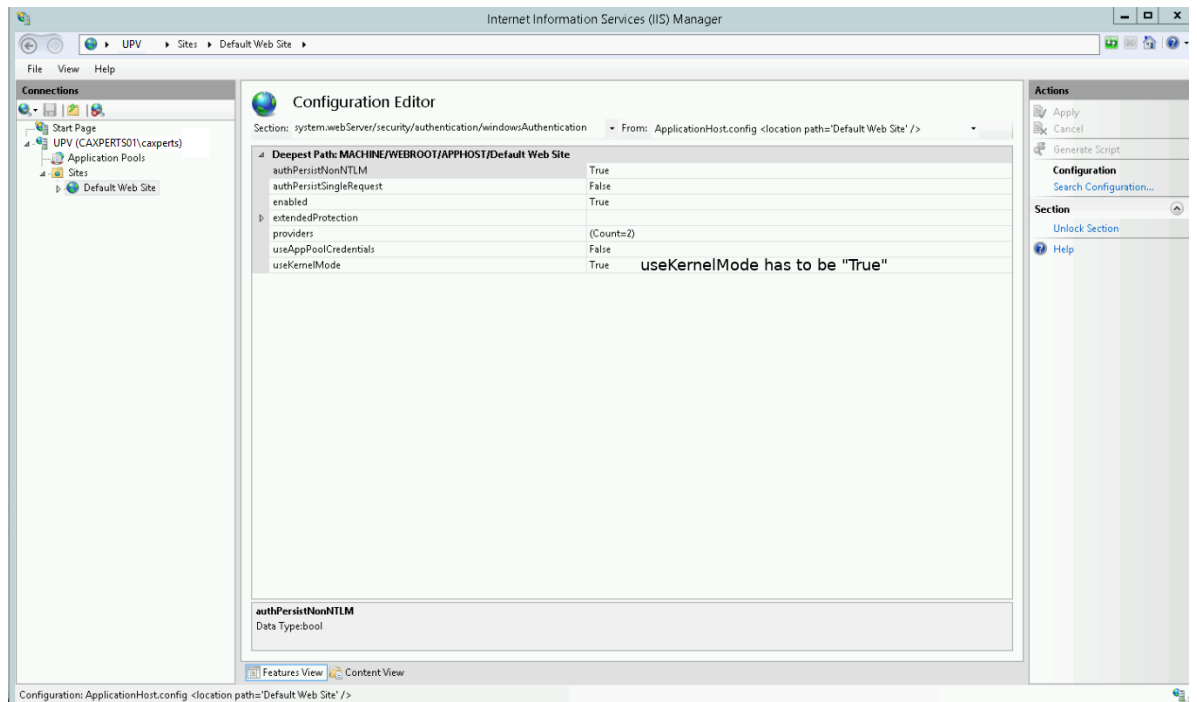 Internet Information Services (IIS) Manager
UPV Sites Default Web Site
File View Help
Connections
Start Page
UPV (CAXPERTS01\caxperts)
Application Pools
Sites
Default Web Site
Configuration Editor
Section: system.webServer/security/authentication/windowsAuthentication From: ApplicationHost.config <location path='Default Web Site' />
Deepest Path: MACHINE/WEBROOT/APPHOST/Default Web Site
authPersistNonNTLM True
authPersistSingleRequest False
enabled True
extendedProtection
providers (Count=2)
useAppPoolCredentials False
useKernelMode True useKernelMode has to be "True"
authPersistNonNTLM
Data Type:bool
Features View Content View
Actions
Apply
Cancel
Generate Script
Configuration
Search Configuration...
Section
Unlock Section
Help
Configuration: ApplicationHost.config <location path='Default Web Site' />